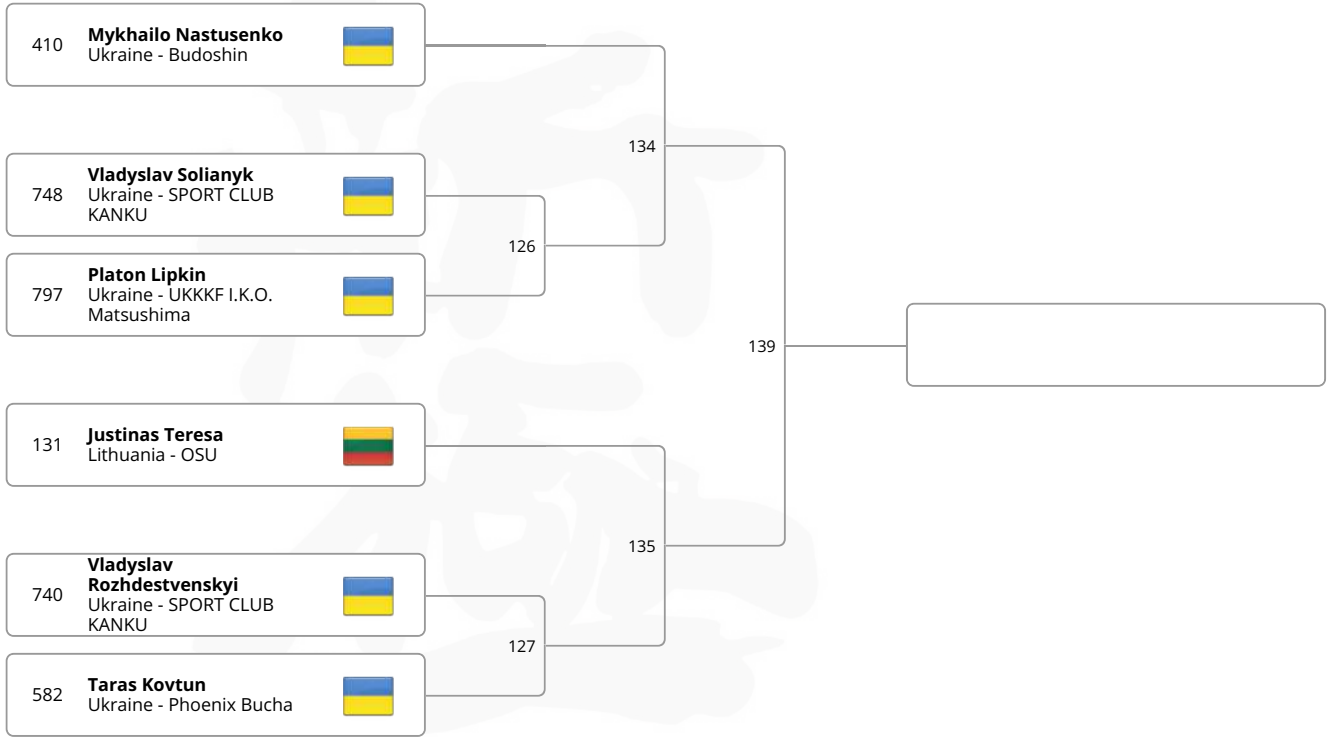 410
Mykhailo Nastusenko
Ukraine - Budoshin
134
748
Vladyslav Solianyk
Ukraine - SPORT CLUB
KANKU
126
797
Platon Lipkin
Ukraine - UKKKF I.K.O.
Matsushima
139
131
Justinas Teresa
Lithuania - OSU
135
740
Vladyslav
Rozhdestvenskyi
Ukraine - SPORT CLUB
KANKU
127
582
Taras Kovtun
Ukraine - Phoenix Bucha